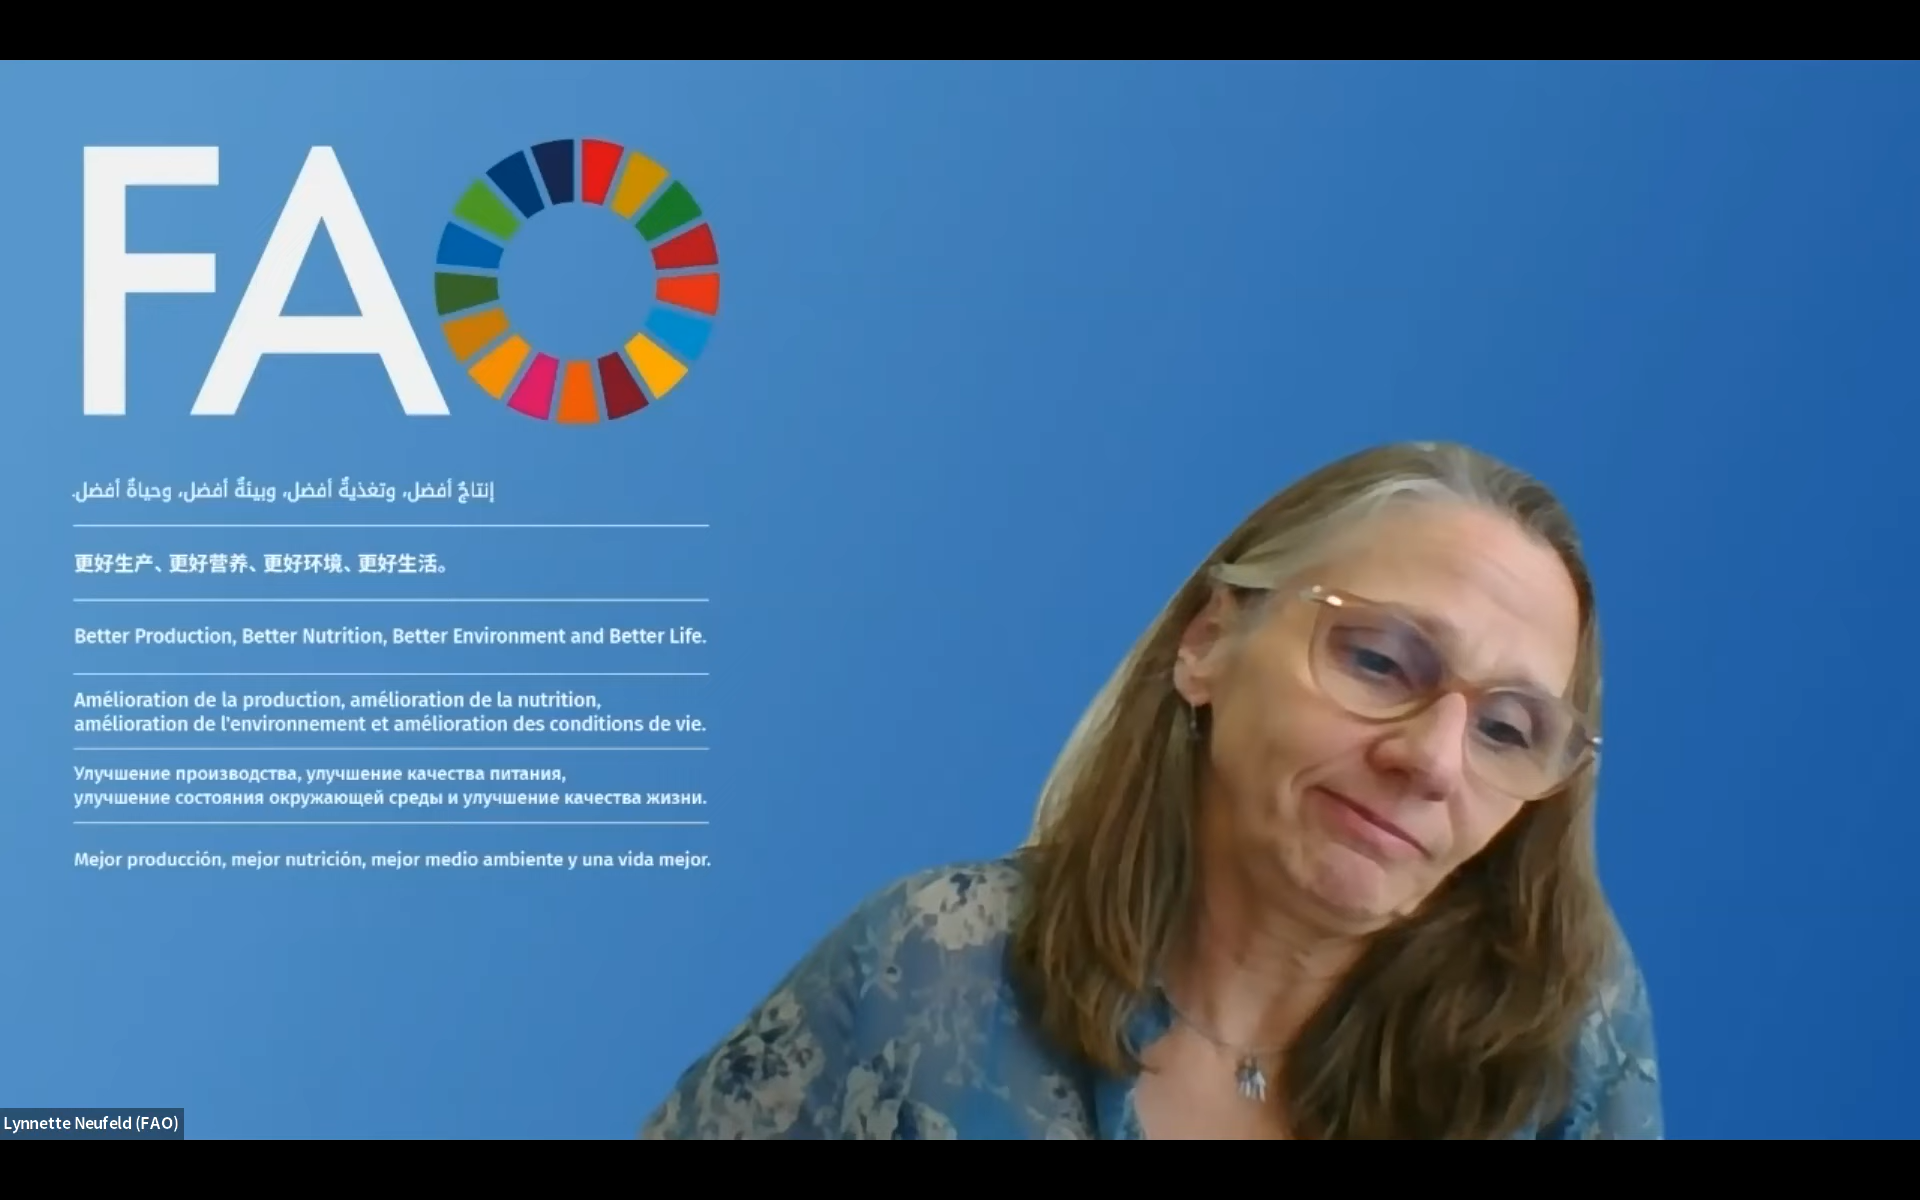 FAO
إنتاجٌ أفضل، وتغذيةٌ أفضل، وبيئةٌ أفضل، وحياةٌ أفضل.
更好生产、更好营养、更好环境、更好生活。
Better Production, Better Nutrition, Better Environment and Better Life.
Amélioration de la production, amélioration de la nutrition,
amélioration de l'environnement et amélioration des conditions de vie.
Улучшение производства, улучшение качества питания,
улучшение состояния окружающей среды и улучшение качества жизни.
Mejor producción, mejor nutrición, mejor medio ambiente y una vida mejor.
Lynnette Neufeld (FAO)